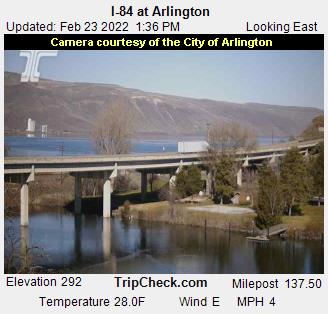 I-84 at Arlington
Updated: Feb 23 2022 1:36 PM Looking East
Camera courtesy of the City of Arlington
Elevation 292 TripCheck.com Milepost 137.50
Temperature 28.0F Wind E MPH 4